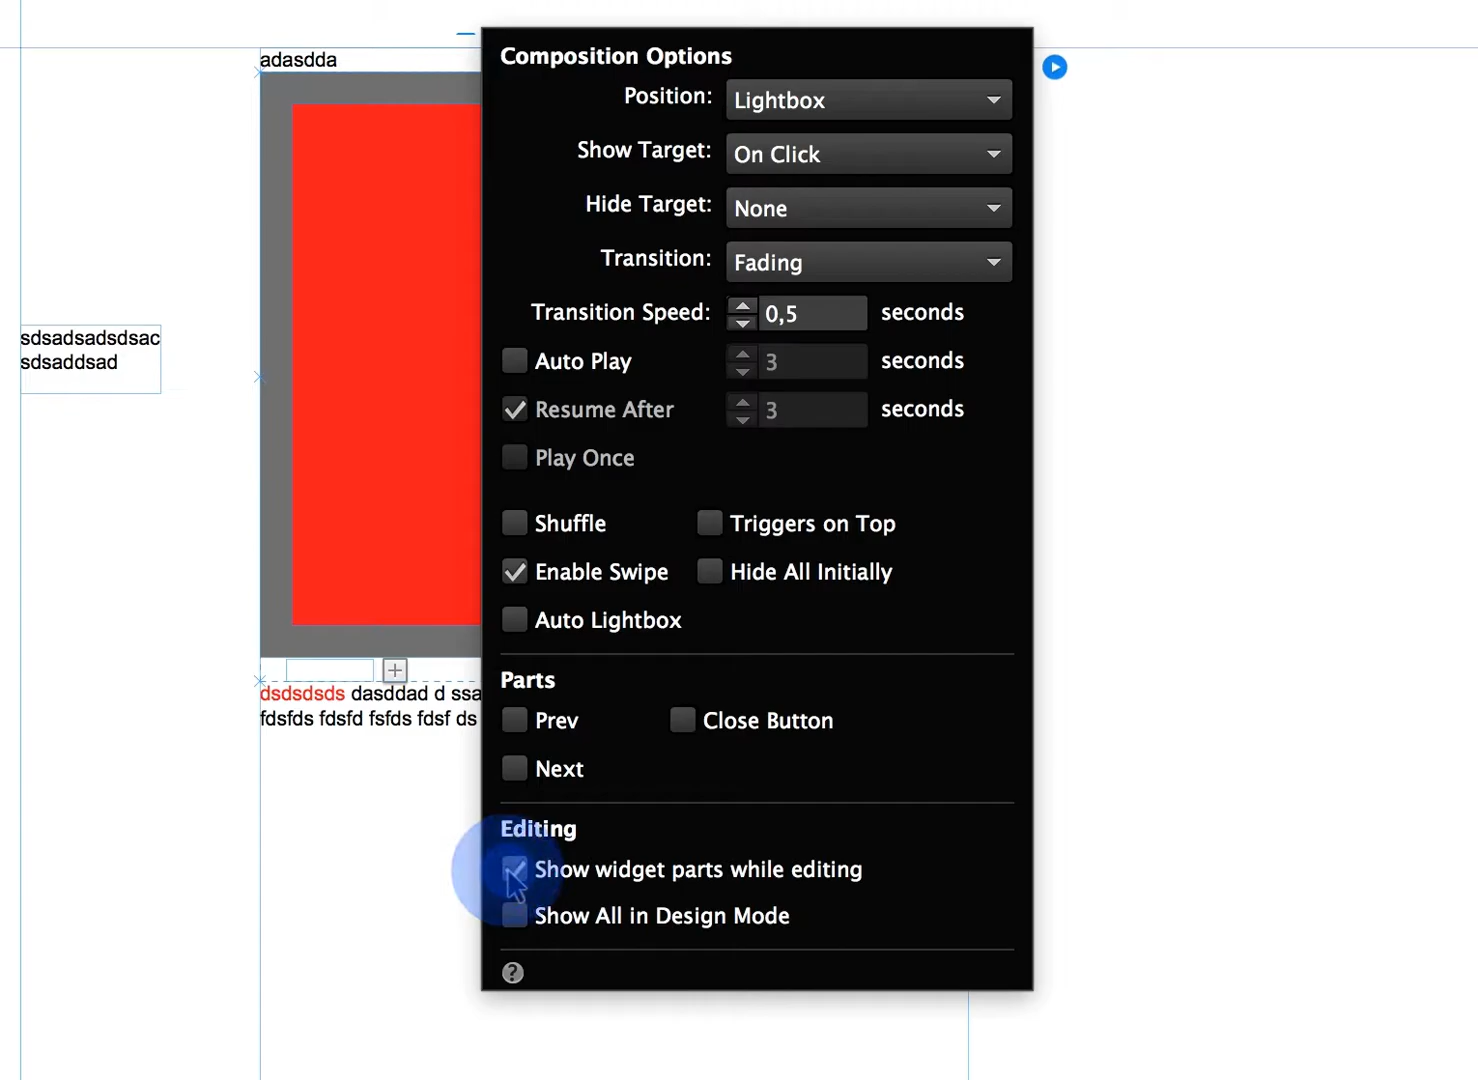 adasdda
sdsadsadsdsac
sdsaddsad
dsdsdsds dasddad d ssa
fdsfds fdsfd fsfds fdsf ds
Composition Options
Position: Lightbox
Show Target: On Click
Hide Target: None
Transition: Fading
Transition Speed: 0,5 seconds
Auto Play 3 seconds
Resume After 3 seconds
Play Once
Shuffle Triggers on Top
Enable Swipe Hide All Initially
Auto Lightbox
Parts
Prev Close Button
Next
Editing
Show widget parts while editing
Show All in Design Mode
?